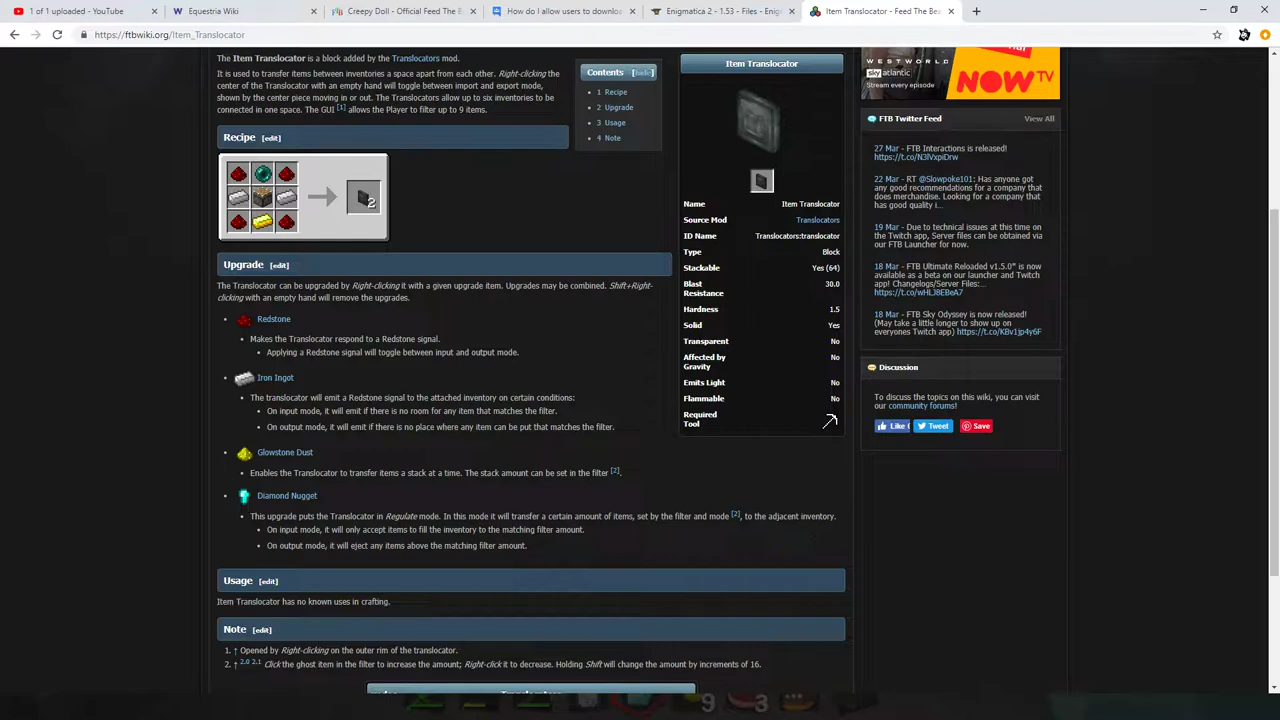 1 of 1 uploaded - YouTube
Equestria Wiki
Creepy Doll - Official Feed The B
How do I allow users to downloa
Enigmatica 2 - 1.53 - Files - Enig
Item Translocator - Feed The Bea
https://ftbwiki.org/Item_Translocator
The Item Translocator is a block added by the Translocators mod.
It is used to transfer items between inventories a space apart from each other. Right-clicking the
center of the Translocator with an empty hand will toggle between import and export mode,
shown by the center piece moving in or out. The Translocators allow up to six inventories to be
connected in one space. The GUI [1] allows the Player to filter up to 9 items.
Contents [hide]
1 Recipe
2 Upgrade
3 Usage
4 Note
Recipe [edit]
2
Upgrade [edit]
The Translocator can be upgraded by Right-clicking it with a given upgrade item. Upgrades may be combined. Shift+Right-
clicking with an empty hand will remove the upgrades.
Redstone
Makes the Translocator respond to a Redstone signal.
Applying a Redstone signal will toggle between input and output mode.
Iron Ingot
The translocator will emit a Redstone signal to the attached inventory on certain conditions:
On input mode, it will emit if there is no room for any item that matches the filter.
On output mode, it will emit if there is no place where any item can be put that matches the filter.
Glowstone Dust
Enables the Translocator to transfer items a stack at a time. The stack amount can be set in the filter [2].
Diamond Nugget
This upgrade puts the Translocator in Regulate mode. In this mode it will transfer a certain amount of items, set by the filter and mode [2], to the adjacent inventory.
On input mode, it will only accept items to fill the inventory to the matching filter amount.
On output mode, it will eject any items above the matching filter amount.
Usage [edit]
Item Translocator has no known uses in crafting.
Note [edit]
1. ↑ Opened by Right-clicking on the outer rim of the translocator.
2. ↑ 2.0 2.1 Click the ghost item in the filter to increase the amount; Right-click it to decrease. Holding Shift will change the amount by increments of 16.
Item Translocator
Name Item Translocator
Source Mod Translocators
ID Name Translocators:translocator
Type Block
Stackable Yes (64)
Blast
Resistance 30.0
Hardness 1.5
Solid Yes
Transparent No
Affected by
Gravity No
Emits Light No
Flammable No
Required
Tool
WESTWORLD
sky atlantic
Stream every episode
NOW TV
FTB Twitter Feed View All
27 Mar - FTB Interactions is released!
https://t.co/N3lVxpiDrw
22 Mar - RT @Slowpoke101: Has anyone got
any good recommendations for a company that
does merchandise. Looking for a company that
has good quality i...
19 Mar - Due to technical issues at this time on
the Twitch app, Server files can be obtained via
our FTB Launcher for now.
18 Mar - FTB Ultimate Reloaded v1.5.0" is now
available as a beta on our launcher and Twitch
app! Changelogs/Server Files:...
https://t.co/wHLJ8EBeA7
18 Mar - FTB Sky Odyssey is now released!
(May take a little longer to show up on
everyones Twitch app) https://t.co/KBv1jp4y6F
Discussion
To discuss the topics on this wiki, you can visit
our community forums!
Like
Tweet
Save
9
3